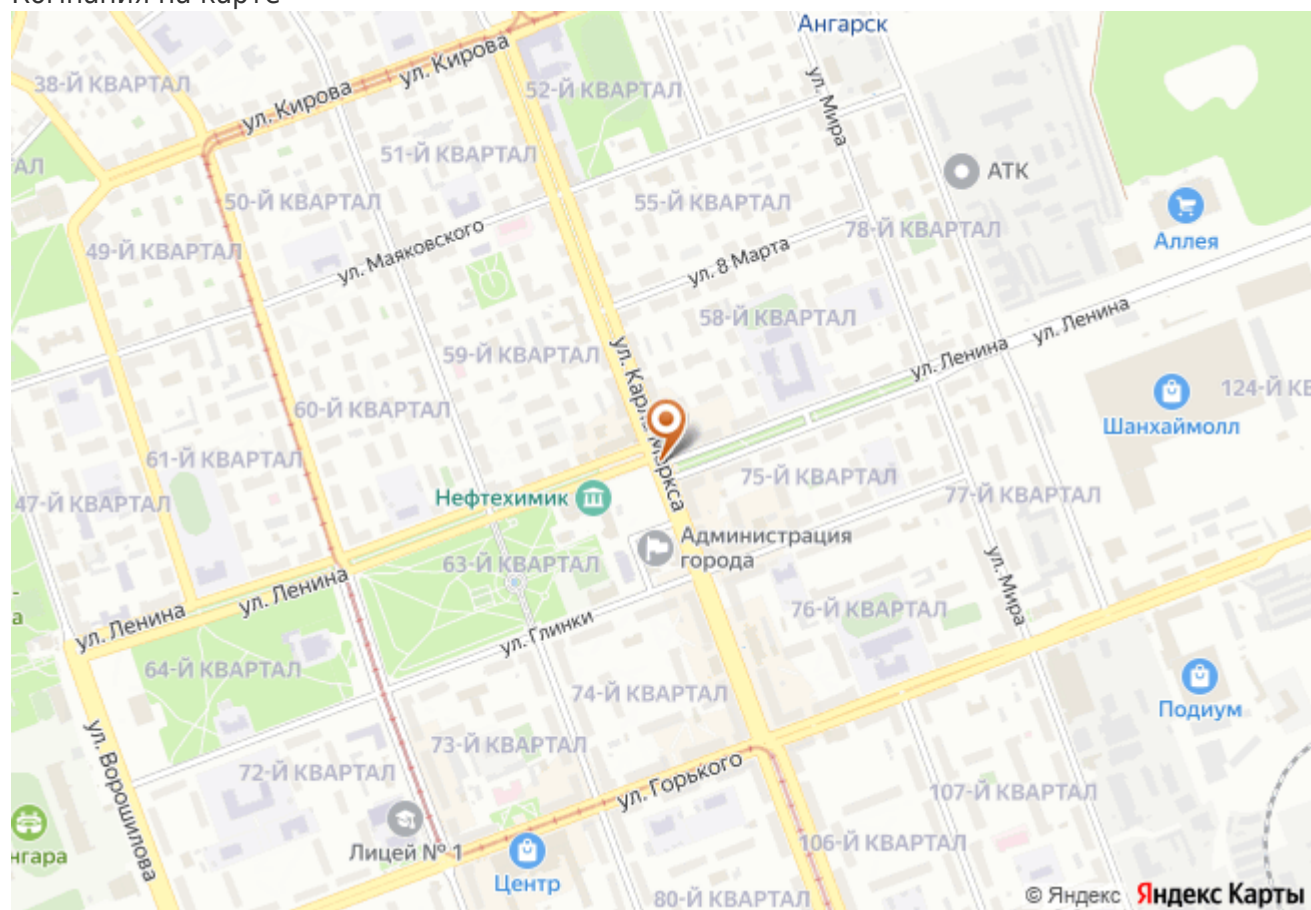 Компания на карте
Ангарск
38-Й КВАРТАЛ
ул. Кирова
ул. Кирова
52-Й КВАРТАЛ
ул. Мира
51-Й КВАРТАЛ
АТК
50-Й КВАРТАЛ
55-Й КВАРТАЛ
Аллея
49-Й КВАРТАЛ
ул. Маяковского
ул. 8 Марта
78-Й КВАРТАЛ
58-Й КВАРТАЛ
ул. Ленина
ул. Ленина
59-Й КВАРТАЛ
ул. Карла Маркса
60-Й КВАРТАЛ
124-Й КВ
Шанхаймолл
61-Й КВАРТАЛ
75-Й КВАРТАЛ
77-Й КВАРТАЛ
47-Й КВАРТАЛ
Нефтехимик
Администрация
города
63-Й КВАРТАЛ
ул. Мира
ул. Ленина
ул. Ленина
76-Й КВАРТАЛ
ул. Глинки
64-Й КВАРТАЛ
74-Й КВАРТАЛ
Подиум
ул. Ворошилова
73-Й КВАРТАЛ
72-Й КВАРТАЛ
ул. Горького
107-Й КВАРТАЛ
нгара
Лицей № 1
106-Й КВАРТАЛ
Центр
80-Й КВАРТАЛ
© Яндекс Яндекс Карты